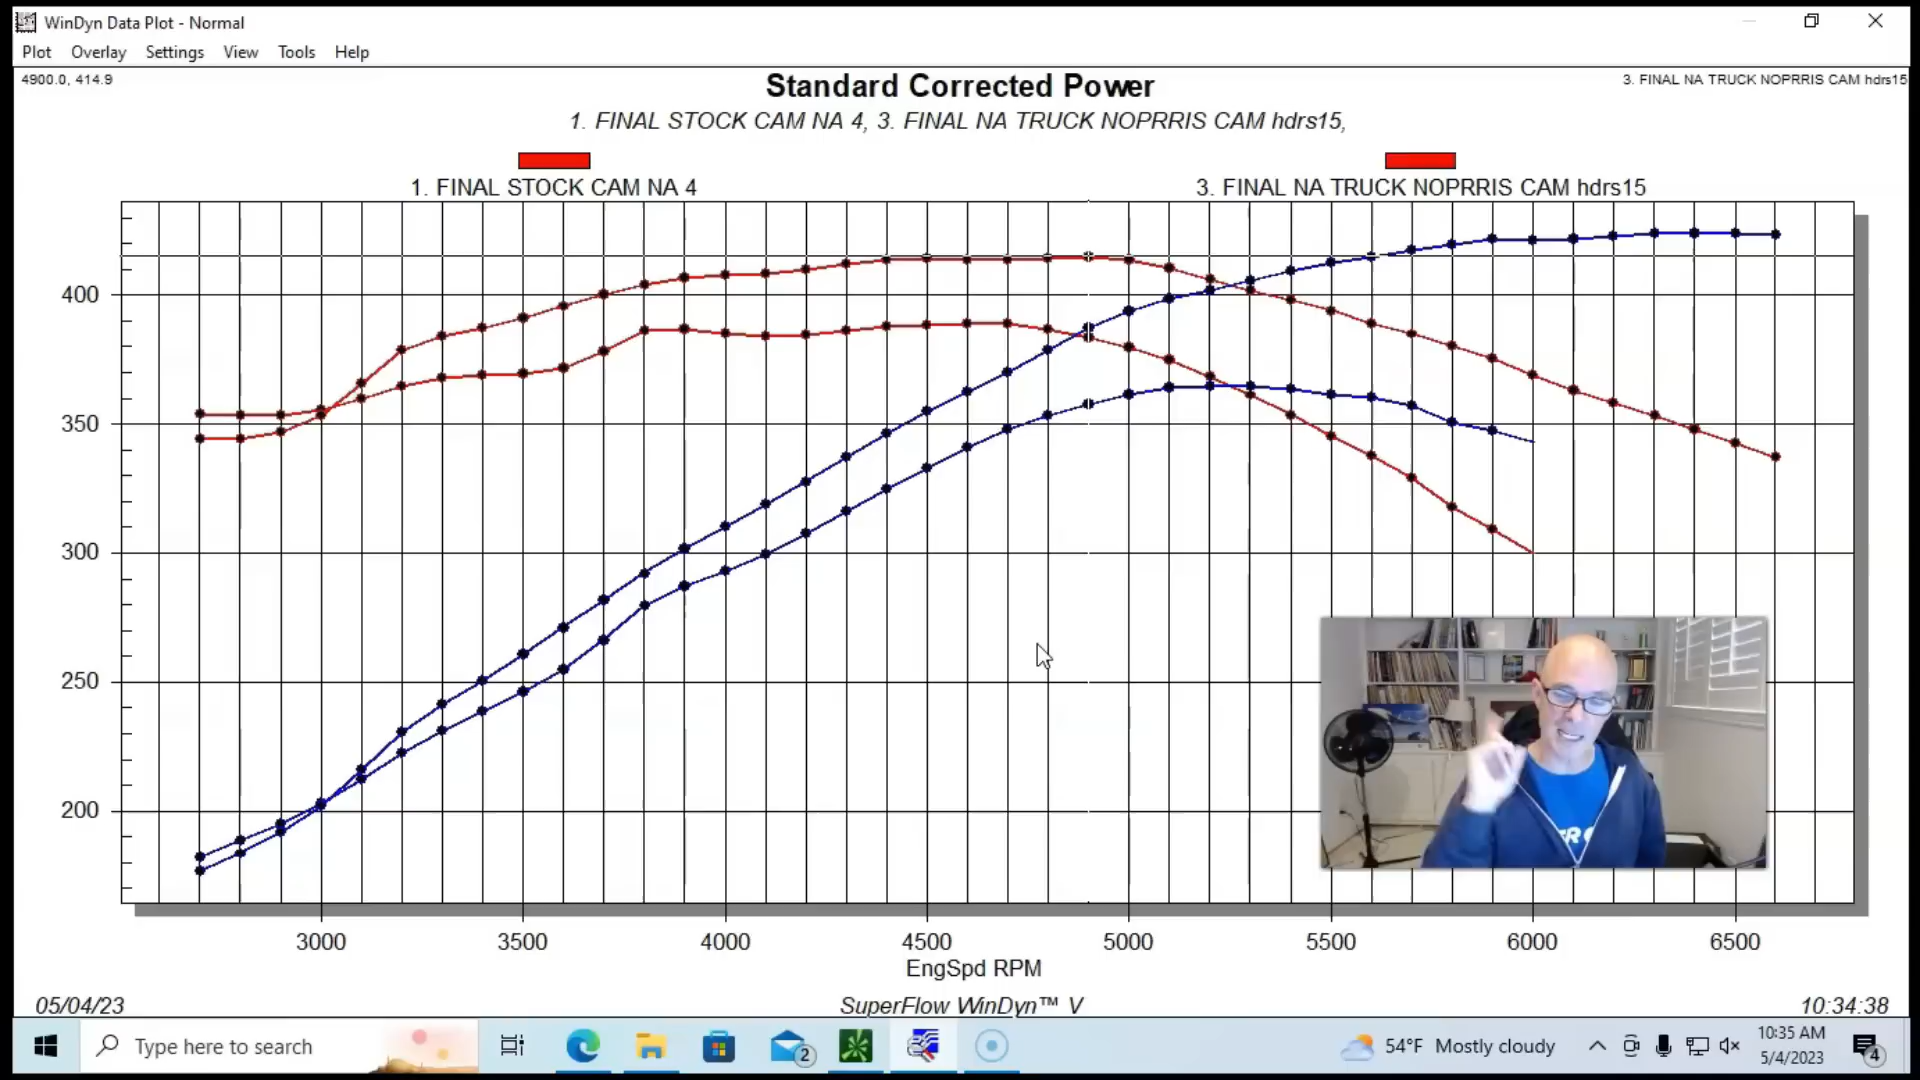 WinDyn Data Plot - Normal
Plot Overlay Settings View Tools Help
4900.0, 414.9
Standard Corrected Power
3. FINAL NA TRUCK NOPRRIS CAM hdrs15
1. FINAL STOCK CAM NA 4, 3. FINAL NA TRUCK NOPRRIS CAM hdrs15,
1. FINAL STOCK CAM NA 4
3. FINAL NA TRUCK NOPRRIS CAM hdrs15
400
350
300
250
200
3000 3500 4000 4500 5000 5500 6000 6500
EngSpd RPM
05/04/23
SuperFlow WinDyn™ V
10:34:38
Type here to search
2
54°F Mostly cloudy
10:35 AM
5/4/2023
4